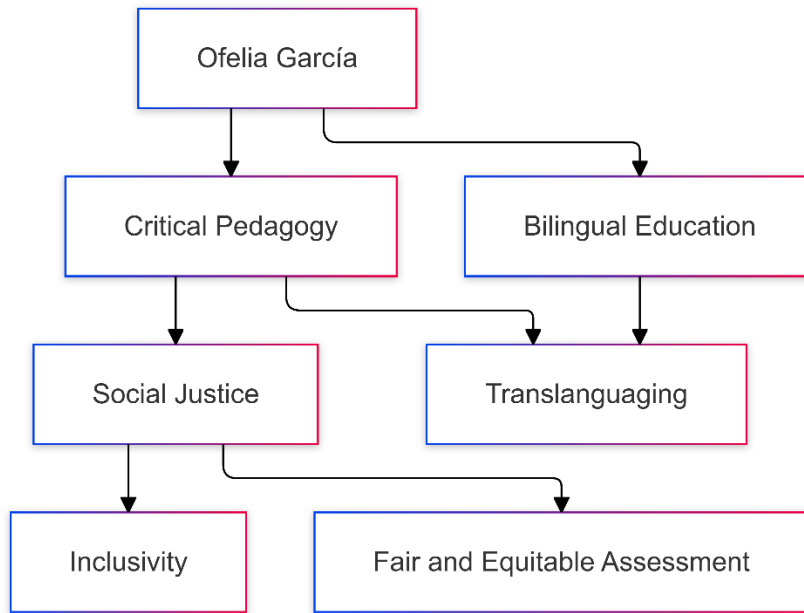 Ofelia García
Critical Pedagogy
Bilingual Education
Social Justice
Translanguaging
Inclusivity
Fair and Equitable Assessment